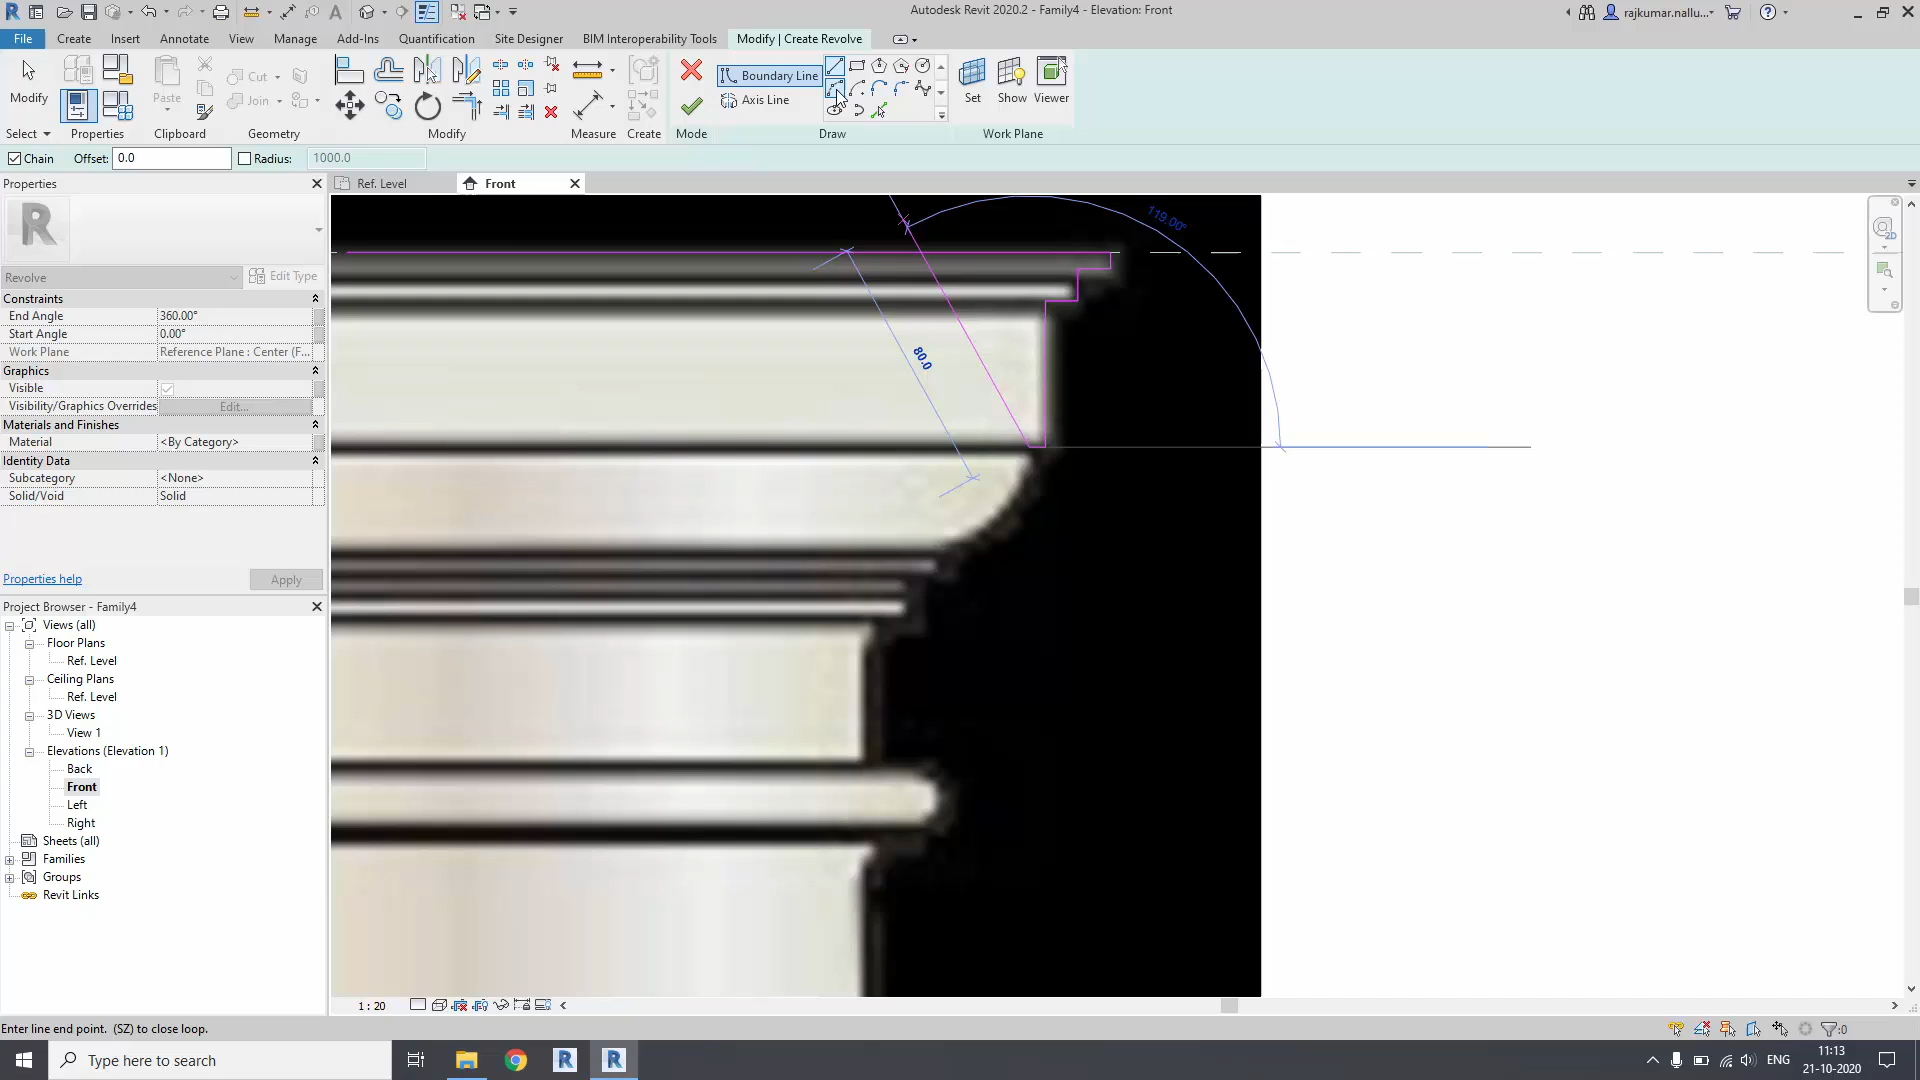 Autodesk Revit 2020.2 - Family4 - Elevation: Front
rajkumar.nallu...
File
Create
Insert
Annotate
View
Manage
Add-Ins
Quantification
Site Designer
BIM Interoperability Tools
Modify | Create Revolve
Modify
Paste
Cut
Join
Boundary Line
Axis Line
Set
Show
Viewer
Select
Properties
Clipboard
Geometry
Modify
Measure
Create
Mode
Draw
Work Plane
Chain
Offset:
0.0
Radius:
1000.0
Properties
Ref. Level
Front
R
Revolve
Edit Type
Constraints
End Angle
360.00°
Start Angle
0.00°
Work Plane
Reference Plane : Center (F...
Graphics
Visible
Visibility/Graphics Overrides
Edit...
Materials and Finishes
Material
<By Category>
Identity Data
Subcategory
<None>
Solid/Void
Solid
Properties help
Apply
Project Browser - Family4
Views (all)
Floor Plans
Ref. Level
Ceiling Plans
Ref. Level
3D Views
View 1
Elevations (Elevation 1)
Back
Front
Left
Right
Sheets (all)
Families
Groups
Revit Links
119.00°
80.0
2D
1 : 20
Enter line end point. (SZ) to close loop.
:0
Type here to search
ENG
11:13
21-10-2020